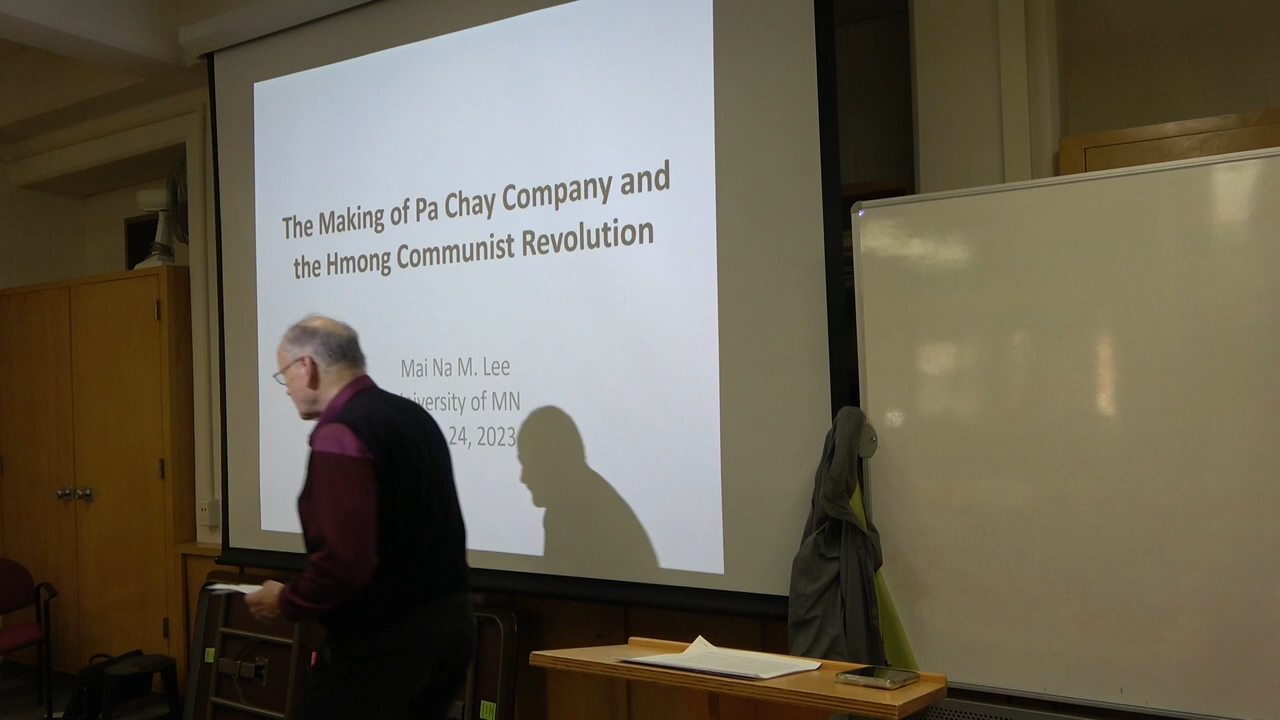 The Making of Pa Chay Company and
the Hmong Communist Revolution
Mai Na M. Lee
University of MN
24, 2023